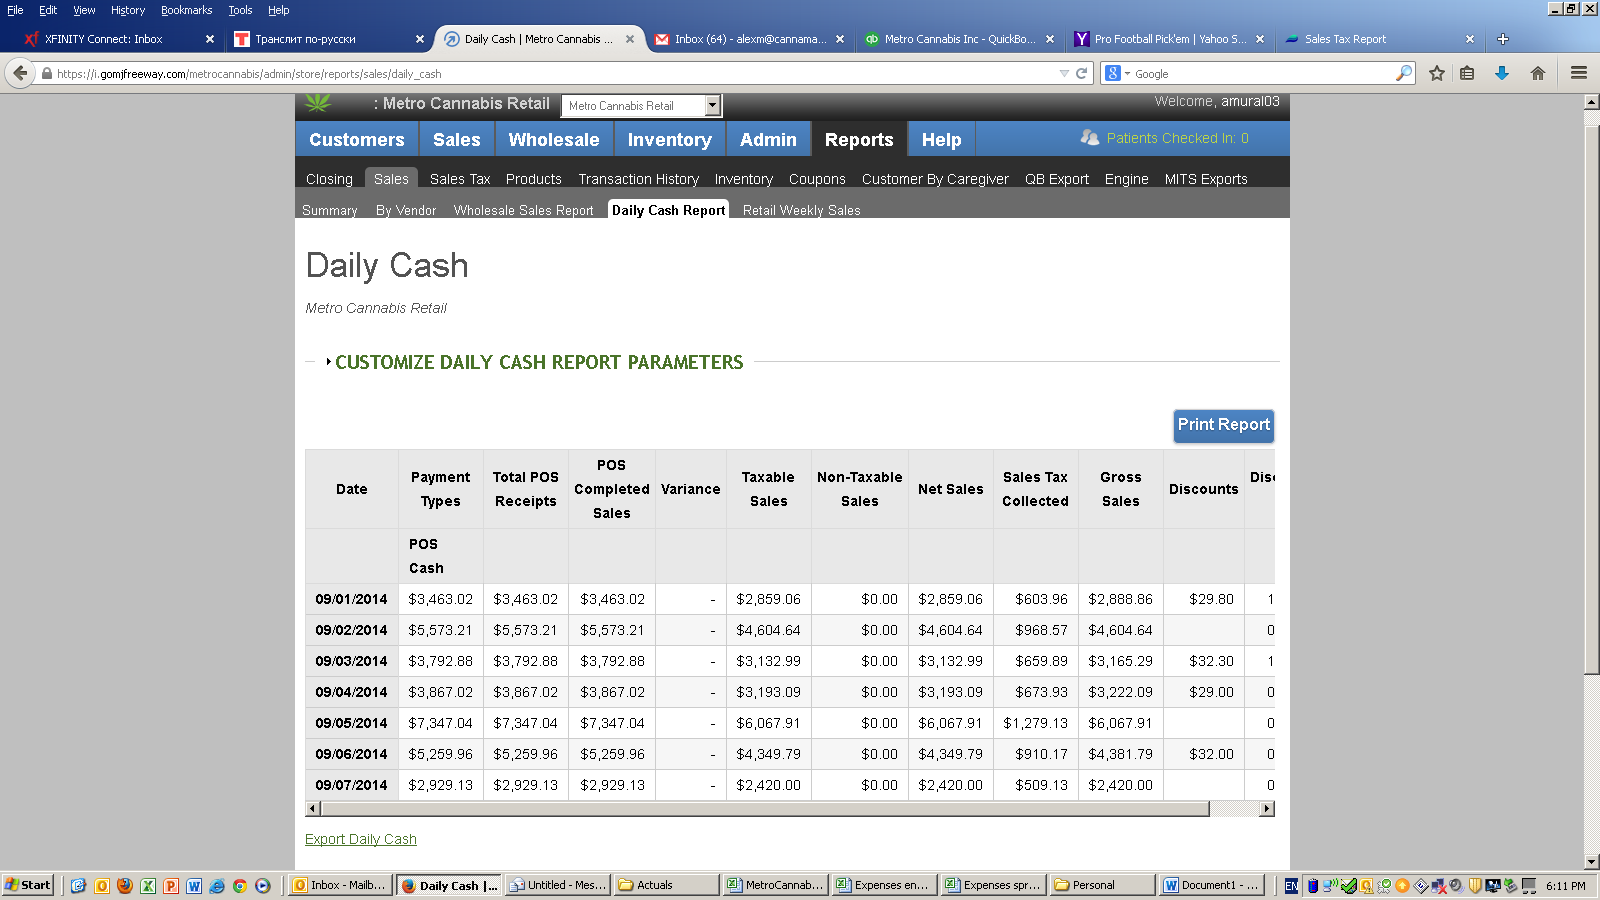 File Edit View History Bookmarks Tools Help
XFINITY Connect: Inbox Транслит по-русски Daily Cash | Metro Cannabis ... Inbox (64) - alexm@cannama... Metro Cannabis Inc - QuickBo... Pro Football Pick'em | Yahoo S... Sales Tax Report
https://i.gomjfreeway.com/metrocannabis/admin/store/reports/sales/daily_cash Google
: Metro Cannabis Retail Metro Cannabis Retail Welcome, amural03
Customers Sales Wholesale Inventory Admin Reports Help Patients Checked In: 0
Closing Sales Sales Tax Products Transaction History Inventory Coupons Customer By Caregiver QB Export Engine MITS Exports
Summary By Vendor Wholesale Sales Report Daily Cash Report Retail Weekly Sales
Daily Cash
Metro Cannabis Retail
CUSTOMIZE DAILY CASH REPORT PARAMETERS
Print Report
Date Payment Types Total POS Receipts POS Completed Sales Variance Taxable Sales Non-Taxable Sales Net Sales Sales Tax Collected Gross Sales Discounts Disc
POS Cash
09/01/2014 $3,463.02 $3,463.02 $3,463.02 - $2,859.06 $0.00 $2,859.06 $603.96 $2,888.86 $29.80 1
09/02/2014 $5,573.21 $5,573.21 $5,573.21 - $4,604.64 $0.00 $4,604.64 $968.57 $4,604.64 0
09/03/2014 $3,792.88 $3,792.88 $3,792.88 - $3,132.99 $0.00 $3,132.99 $659.89 $3,165.29 $32.30 1
09/04/2014 $3,867.02 $3,867.02 $3,867.02 - $3,193.09 $0.00 $3,193.09 $673.93 $3,222.09 $29.00 0
09/05/2014 $7,347.04 $7,347.04 $7,347.04 - $6,067.91 $0.00 $6,067.91 $1,279.13 $6,067.91 0
09/06/2014 $5,259.96 $5,259.96 $5,259.96 - $4,349.79 $0.00 $4,349.79 $910.17 $4,381.79 $32.00 0
09/07/2014 $2,929.13 $2,929.13 $2,929.13 - $2,420.00 $0.00 $2,420.00 $509.13 $2,420.00 0
Export Daily Cash
Start Inbox - Mailb... Daily Cash |... Untitled - Mes... Actuals MetroCannab... Expenses en... Expenses spr... Personal Document1 - ... EN 6:11 PM